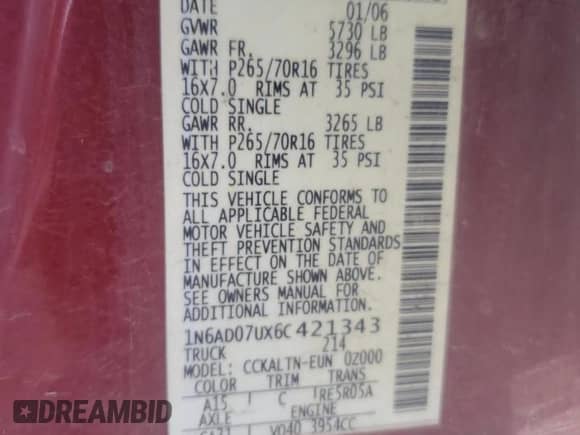 DATE 01/06
GVWR 5730 LB
GAWR FR. 3296 LB
WITH P265/70R16 TIRES
16X7.0 RIMS AT 35 PSI
COLD SINGLE
GAWR RR. 3265 LB
WITH P265/70R16 TIRES
16X7.0 RIMS AT 35 PSI
COLD SINGLE
THIS VEHICLE CONFORMS TO
ALL APPLICABLE FEDERAL
MOTOR VEHICLE SAFETY AND
THEFT PREVENTION STANDARDS
IN EFFECT ON THE DATE OF
MANUFACTURE SHOWN ABOVE.
SEE OWNERS MANUAL FOR
ADDITIONAL INFORMATION.
1N6AD07UX6C421343
TRUCK 214
MODEL: CCKALTN-EUN 02000
COLOR TRIM TRANS
A15 C RE5R05A
AXLE ENGINE
VQ40 3954CC
DREAMBID